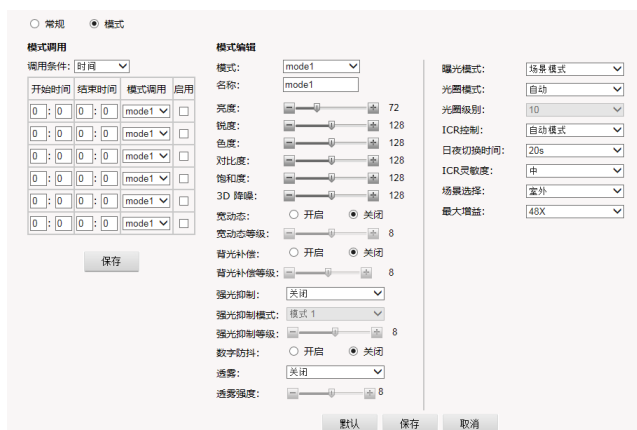 常规 模式
模式调用
调用条件: 时间
开始时间 结束时间 模式调用 启用
0 : 0 0 : 0 mode1
0 : 0 0 : 0 mode1
0 : 0 0 : 0 mode1
0 : 0 0 : 0 mode1
0 : 0 0 : 0 mode1
0 : 0 0 : 0 mode1
保存
模式编辑
模式: mode1
名称: mode1
亮度: 72
锐度: 128
色度: 128
对比度: 128
饱和度: 128
3D 降噪: 128
宽动态: 开启 关闭
宽动态等级: 8
背光补偿: 开启 关闭
背光补偿等级: 8
强光抑制: 关闭
强光抑制模式: 模式 1
强光抑制等级: 8
数字防抖: 开启 关闭
透雾: 关闭
透雾强度: 8
曝光模式: 场景模式
光圈模式: 自动
光圈级别: 10
ICR控制: 自动模式
日夜切换时间: 20s
ICR灵敏度: 中
场景选择: 室外
最大增益: 48X
默认 保存 取消